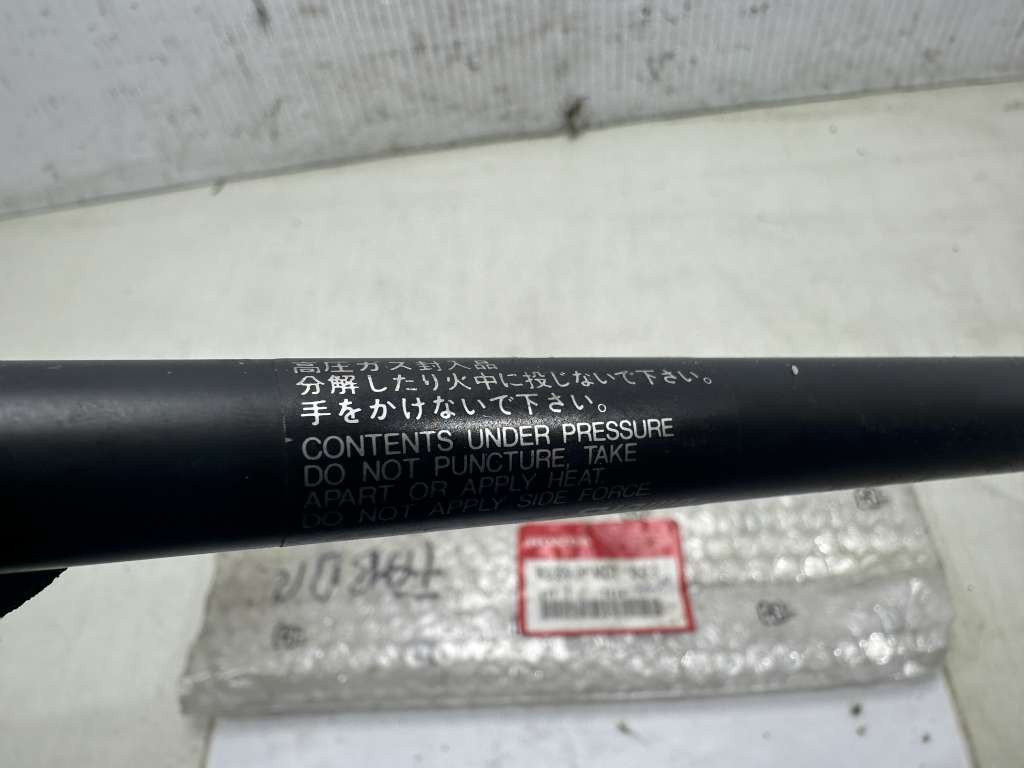 高圧ガス封入品
分解したり火中に投じないで下さい。
手をかけないで下さい。
CONTENTS UNDER PRESSURE
DO NOT PUNCTURE, TAKE
APART OR APPLY HEAT
DO NOT APPLY SIDE FORCE
HONDA